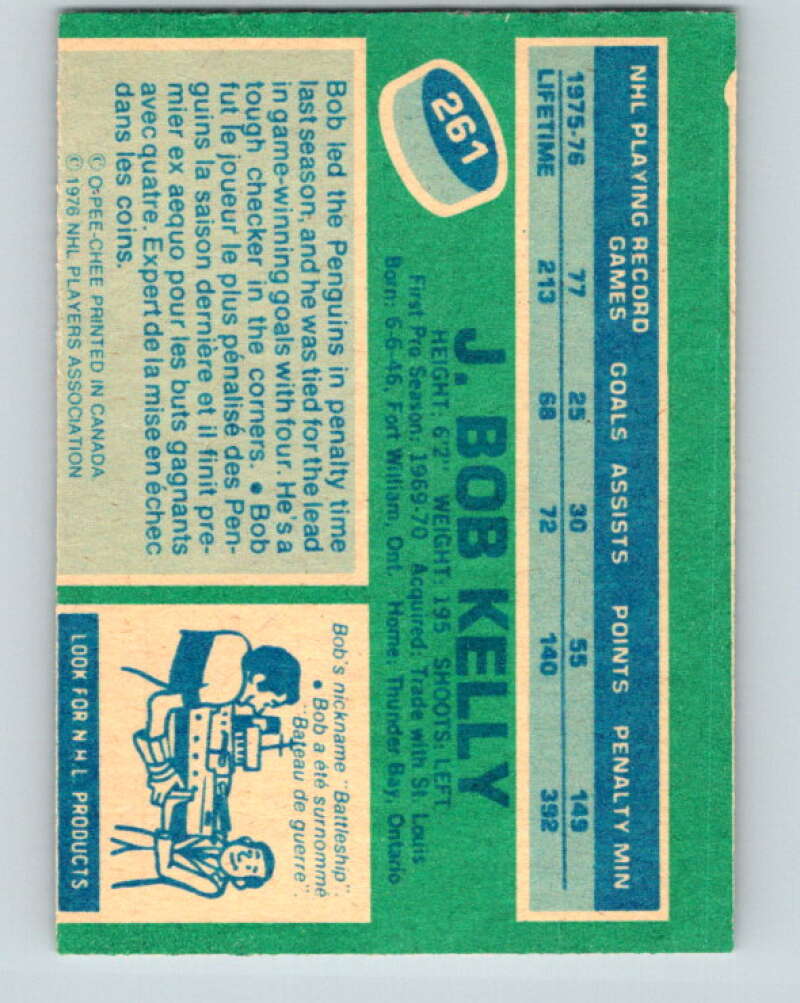 NHL PLAYING RECORD
GAMES GOALS ASSISTS POINTS PENALTY MIN
1975-76 77 25 30 55 149
LIFETIME 213 68 72 140 392
261
J. BOB KELLY
HEIGHT: 6'2" WEIGHT: 195 SHOOTS: LEFT
First Pro Season: 1969-70 Acquired: Trade with St. Louis
Born: 6-6-46, Fort William, Ont. Home: Thunder Bay, Ontario
Bob led the Penguins in penalty time
last season, and he was tied for the lead
in game-winning goals with four. He's a
tough checker in the corners. • Bob
fut le joueur le plus pénalisé des Pen-
guins la saison dernière et il finit pre-
mier ex aequo pour les buts gagnants
avec quatre. Expert de la mise en échec
dans les coins.
© O-PEE-CHEE PRINTED IN CANADA
© 1976 NHL PLAYERS ASSOCIATION
Bob's nickname "Battleship".
• Bob a été surnommé
"Bateau de guerre".
LOOK FOR N H L PRODUCTS